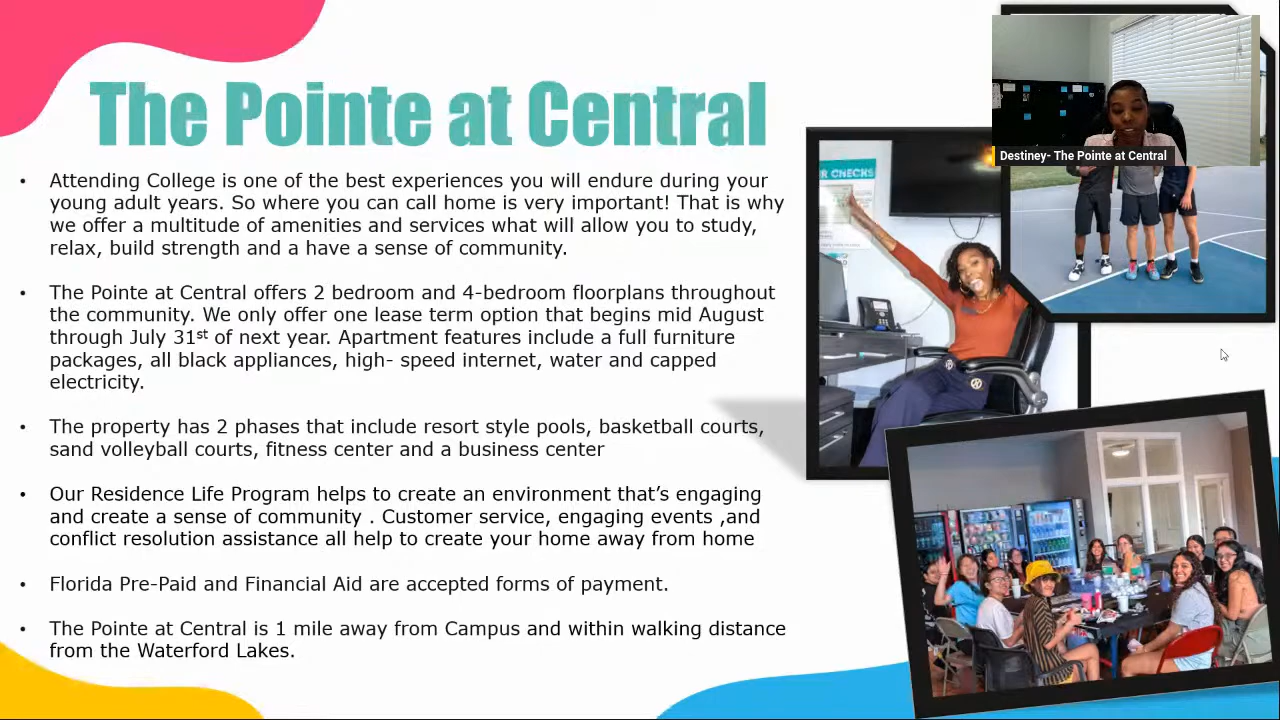 The Pointe at Central
Attending College is one of the best experiences you will endure during your
young adult years. So where you can call home is very important! That is why
we offer a multitude of amenities and services what will allow you to study,
relax, build strength and a have a sense of community.
The Pointe at Central offers 2 bedroom and 4-bedroom floorplans throughout
the community. We only offer one lease term option that begins mid August
through July 31st of next year. Apartment features include a full furniture
packages, all black appliances, high- speed internet, water and capped
electricity.
The property has 2 phases that include resort style pools, basketball courts,
sand volleyball courts, fitness center and a business center
Our Residence Life Program helps to create an environment that’s engaging
and create a sense of community . Customer service, engaging events ,and
conflict resolution assistance all help to create your home away from home
Florida Pre-Paid and Financial Aid are accepted forms of payment.
The Pointe at Central is 1 mile away from Campus and within walking distance
from the Waterford Lakes.
Destiney- The Pointe at Central
CHECKS